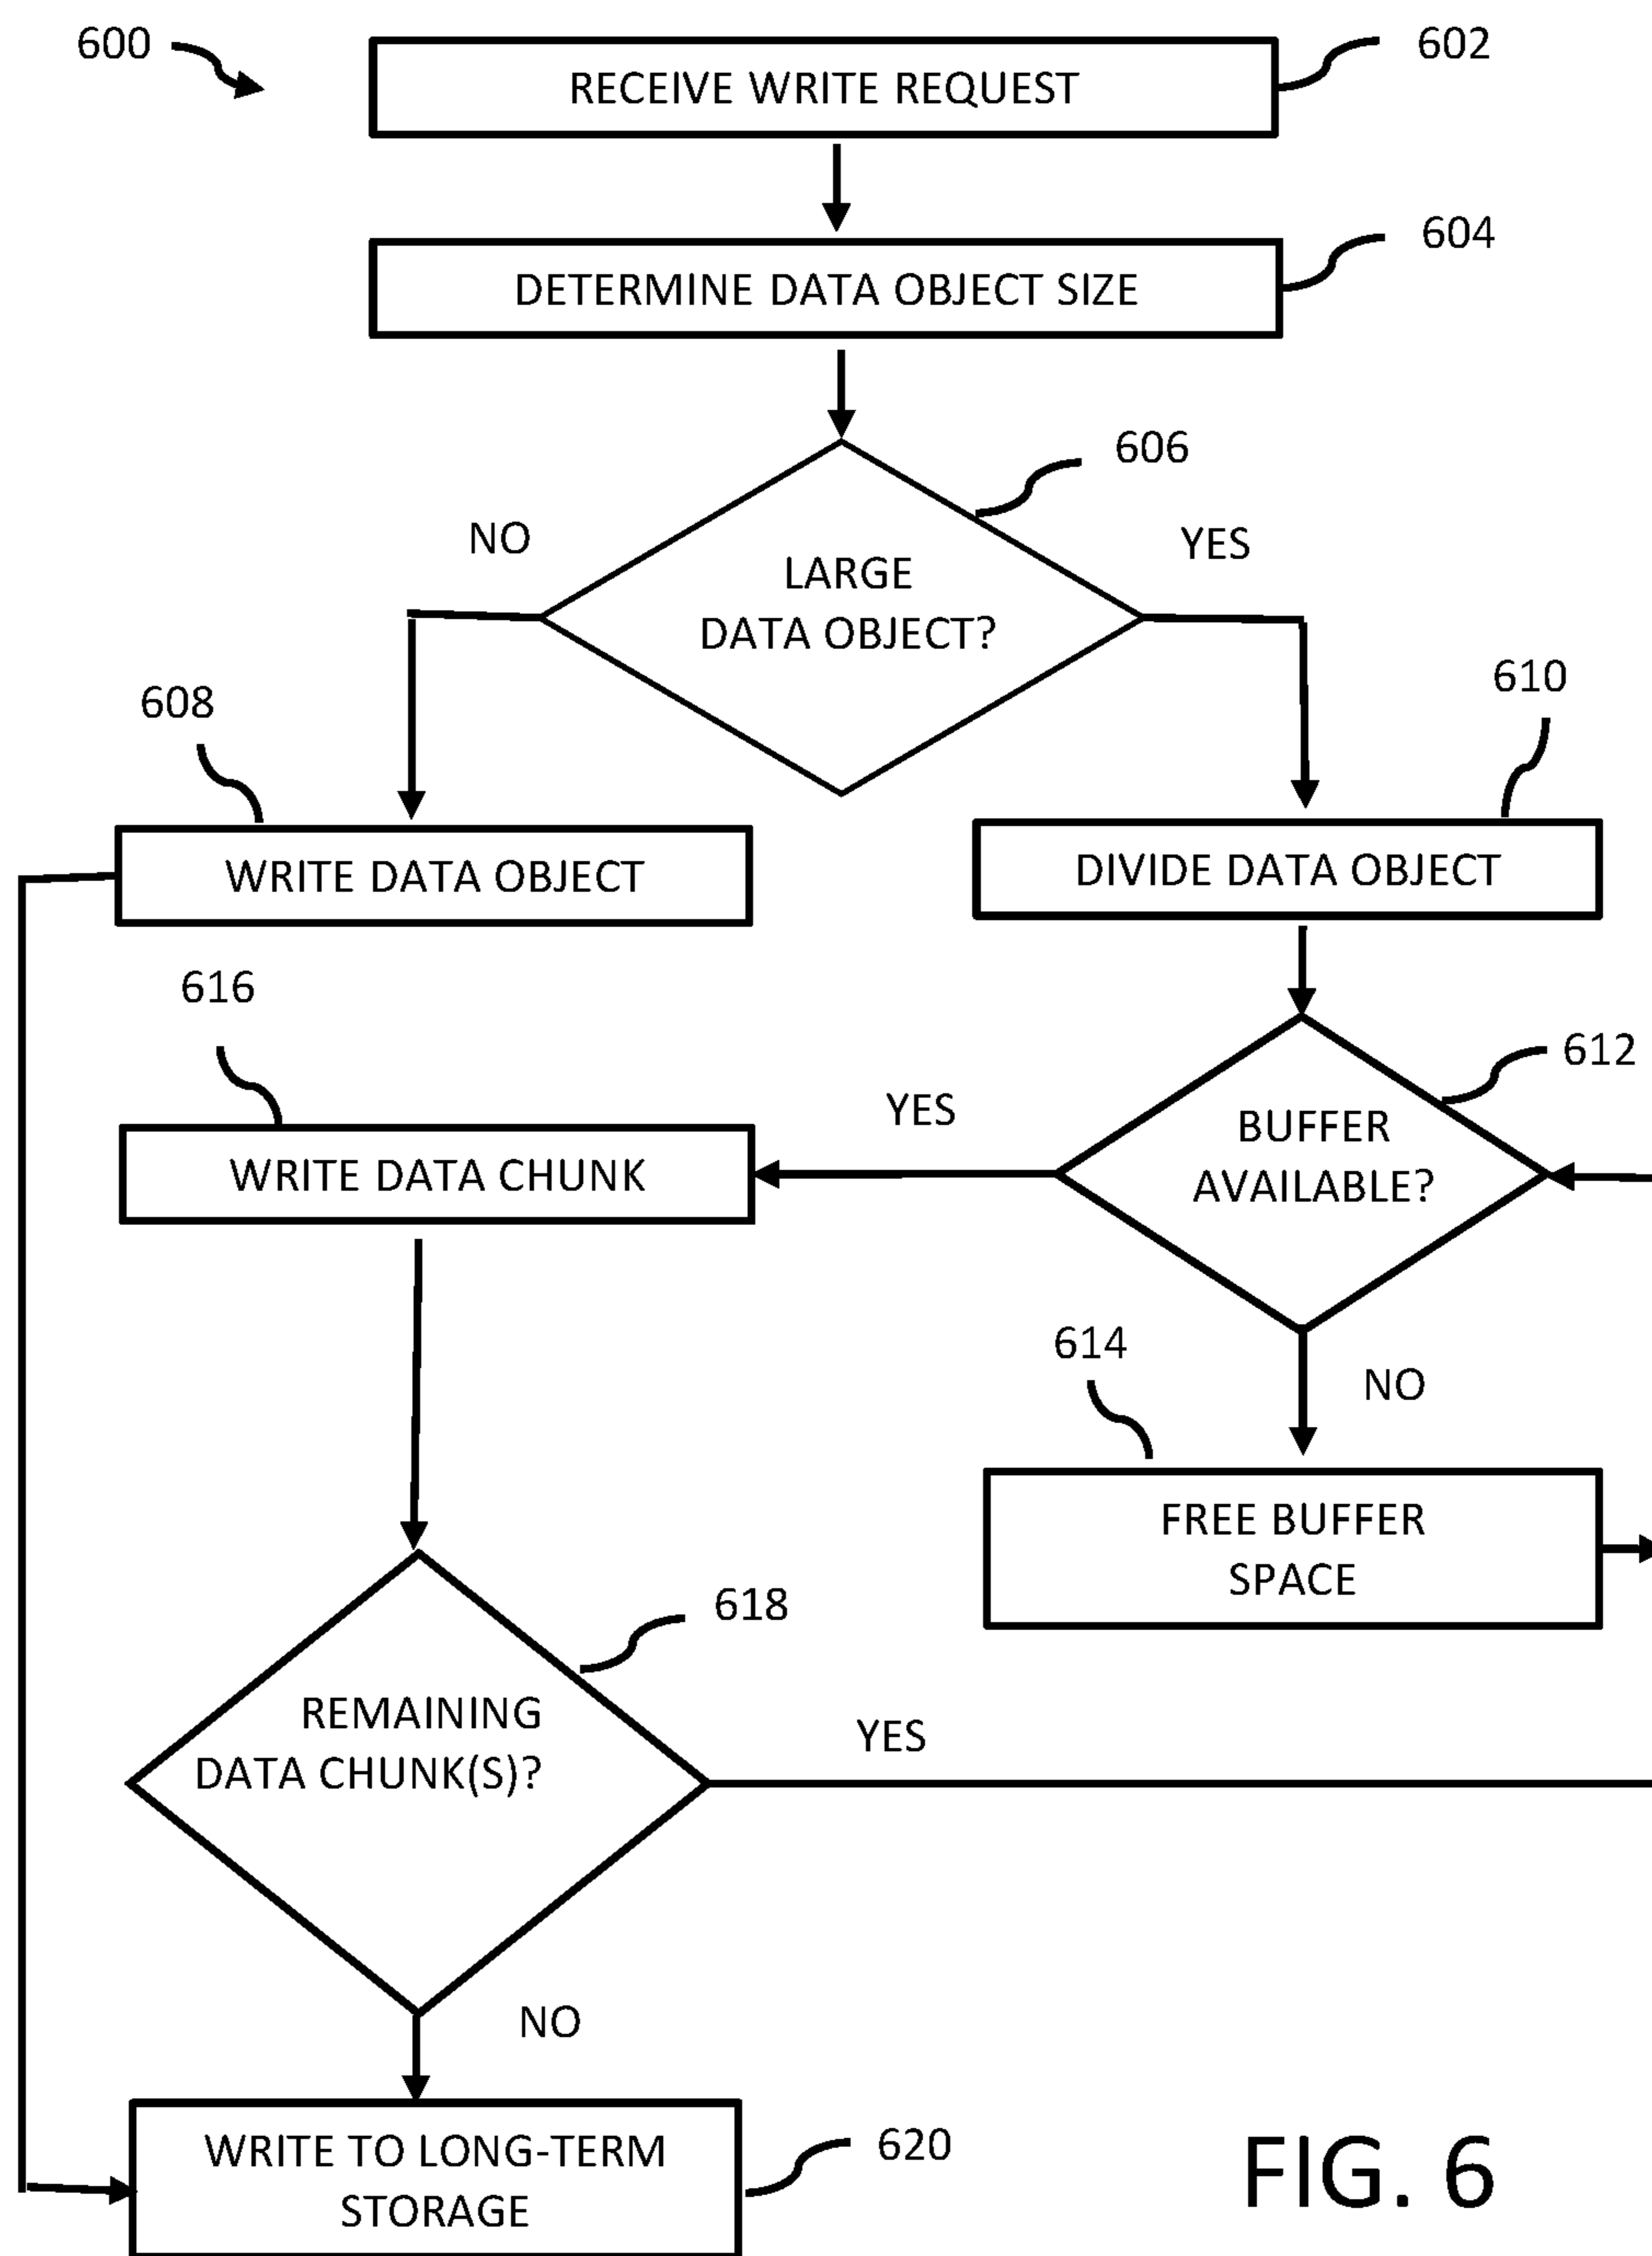 600
RECEIVE WRITE REQUEST
602
DETERMINE DATA OBJECT SIZE
604
606
NO
YES
LARGE
DATA OBJECT?
608
610
WRITE DATA OBJECT
DIVIDE DATA OBJECT
616
612
YES
BUFFER
AVAILABLE?
WRITE DATA CHUNK
614
NO
FREE BUFFER
SPACE
618
REMAINING
DATA CHUNK(S)?
YES
NO
WRITE TO LONG-TERM
STORAGE
620
FIG. 6